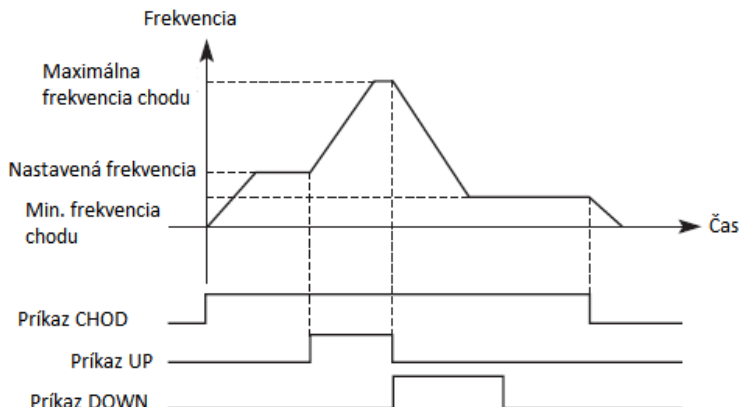 Frekvencia
Maximálna
frekvencia chodu
Nastavená frekvencia
Min. frekvencia
chodu
Čas
Príkaz CHOD
Príkaz UP
Príkaz DOWN